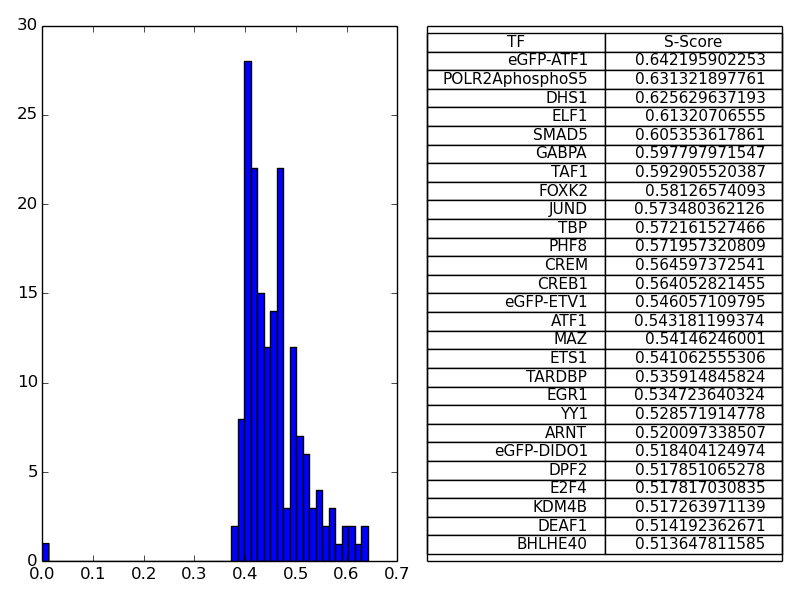 30
25
20
15
10
5
0
0.0 0.1 0.2 0.3 0.4 0.5 0.6 0.7
TF S-Score
eGFP-ATF1 0.642195902253
POLR2AphosphoS5 0.631321897761
DHS1 0.625629637193
ELF1 0.61320706555
SMAD5 0.605353617861
GABPA 0.597797971547
TAF1 0.592905520387
FOXK2 0.58126574093
JUND 0.573480362126
TBP 0.572161527466
PHF8 0.571957320809
CREM 0.564597372541
CREB1 0.564052821455
eGFP-ETV1 0.546057109795
ATF1 0.543181199374
MAZ 0.54146246001
ETS1 0.541062555306
TARDBP 0.535914845824
EGR1 0.534723640324
YY1 0.528571914778
ARNT 0.520097338507
eGFP-DIDO1 0.518404124974
DPF2 0.517851065278
E2F4 0.517817030835
KDM4B 0.517263971139
DEAF1 0.514192362671
BHLHE40 0.513647811585